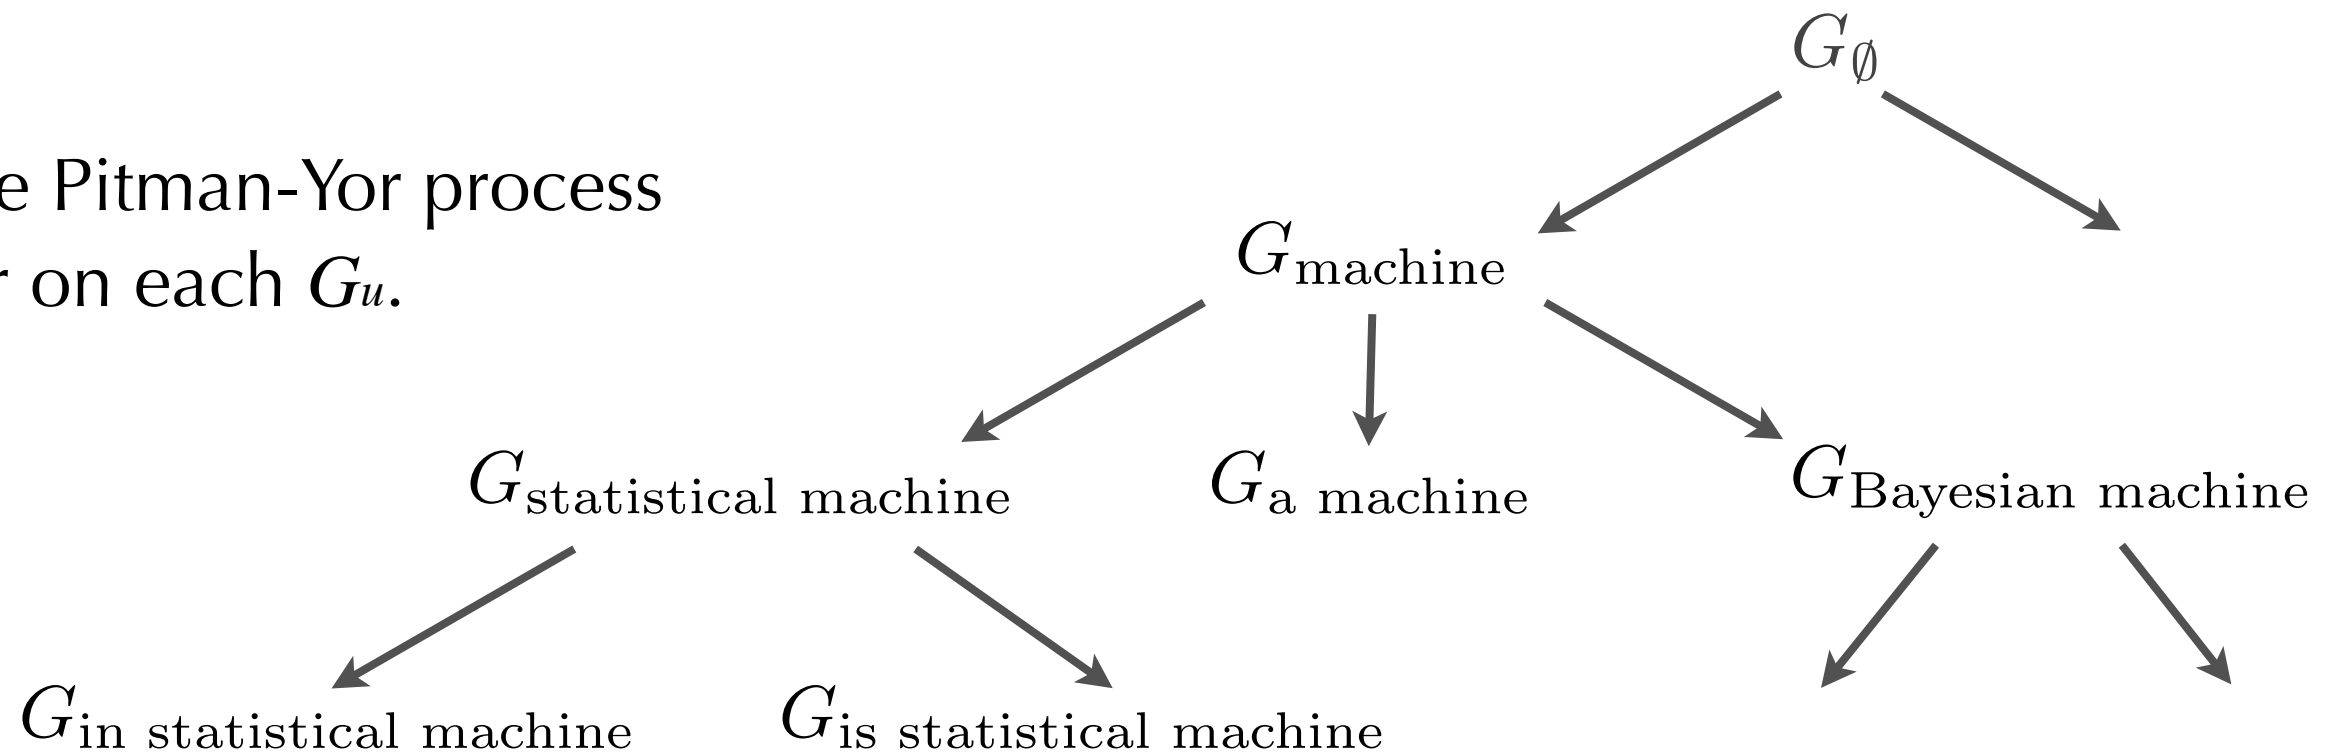 G∅
e Pitman-Yor process
r on each Gu.
Gmachine
Gstatistical machine Ga machine GBayesian machine
Gin statistical machine Gis statistical machine